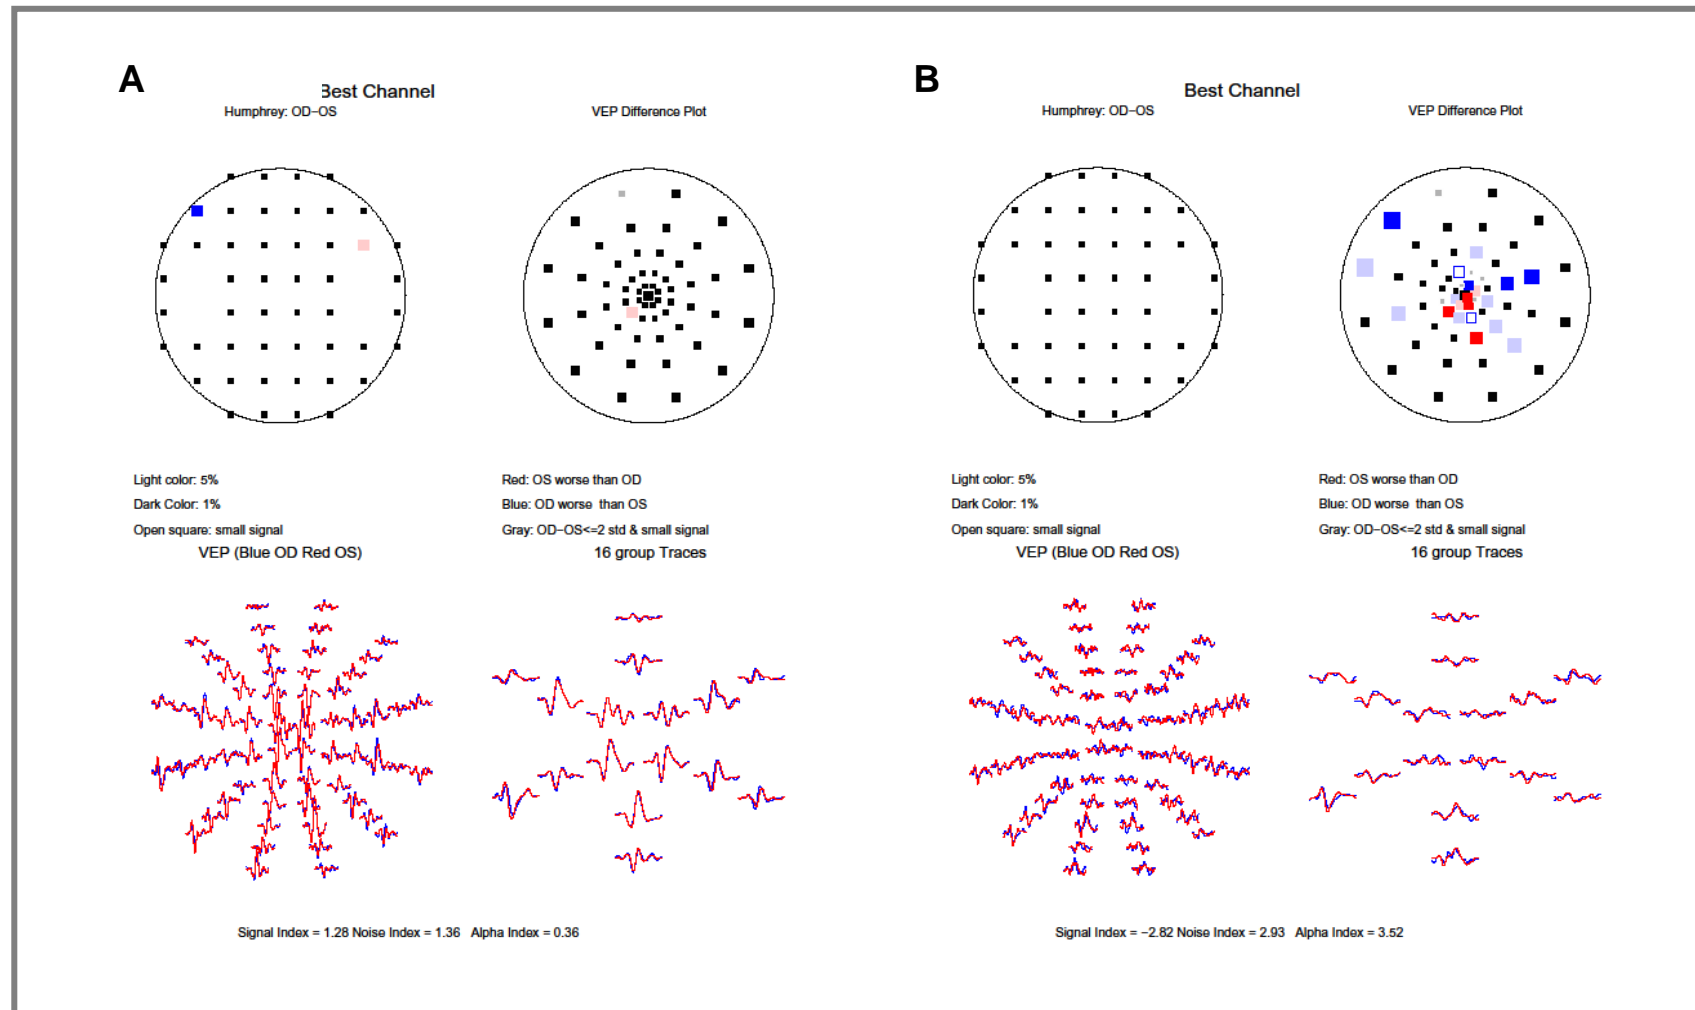 A
Best Channel
Humphrey: OD−OS
VEP Difference Plot
Light color: 5%
Dark Color: 1%
Open square: small signal
Red: OS worse than OD
Blue: OD worse than OS
Gray: OD−OS<=2 std & small signal
VEP (Blue OD Red OS)
16 group Traces
Signal Index = 1.28 Noise Index = 1.36 Alpha Index = 0.36
B
Best Channel
Humphrey: OD−OS
VEP Difference Plot
Light color: 5%
Dark Color: 1%
Open square: small signal
Red: OS worse than OD
Blue: OD worse than OS
Gray: OD−OS<=2 std & small signal
VEP (Blue OD Red OS)
16 group Traces
Signal Index = −2.82 Noise Index = 2.93 Alpha Index = 3.52